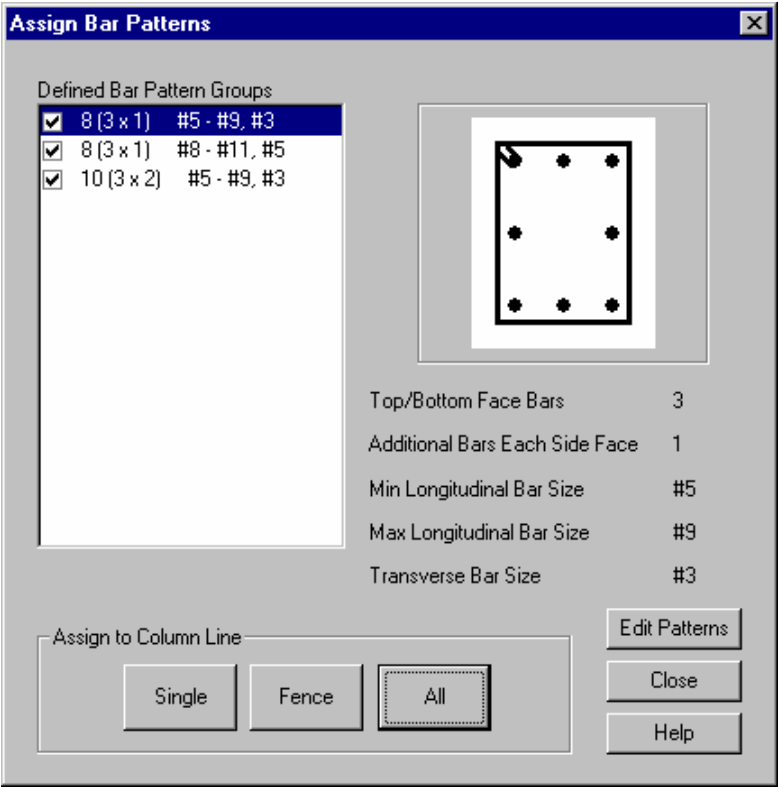 Assign Bar Patterns
Defined Bar Pattern Groups
8 (3 x 1) #5 - #9, #3
8 (3 x 1) #8 - #11, #5
10 (3 x 2) #5 - #9, #3
Top/Bottom Face Bars 3
Additional Bars Each Side Face 1
Min Longitudinal Bar Size #5
Max Longitudinal Bar Size #9
Transverse Bar Size #3
Assign to Column Line
Single
Fence
All
Edit Patterns
Close
Help